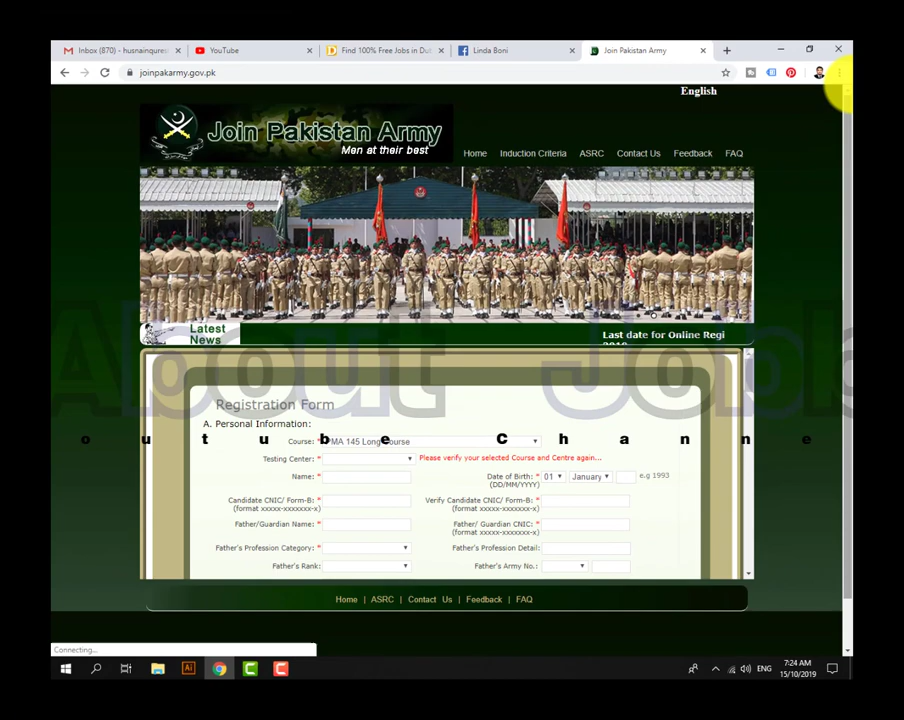 Inbox (870) - husnainqures
YouTube
Find 100% Free Jobs in Dub
Linda Boni
Join Pakistan Army
joinpakarmy.gov.pk
English
Join Pakistan Army
Men at their best
Home Induction Criteria ASRC Contact Us Feedback FAQ
Latest News
Last date for Online Regi
2019
About Job
outube Channe
Registration Form
A. Personal Information:
Course: * PMA 145 Long Course
Testing Center: * Please verify your selected Course and Centre again...
Name: * Date of Birth: * 01 January e.g 1993
(DD/MM/YYYY)
Candidate CNIC/ Form-B: * Verify Candidate CNIC/ Form-B: *
(format xxxxx-xxxxxxx-x) (format xxxxx-xxxxxxx-x)
Father/Guardian Name: * Father/ Guardian CNIC: *
(format xxxxx-xxxxxxx-x)
Father's Profession Category: * Father's Profession Detail:
Father's Rank: Father's Army No.:
Home | ASRC | Contact Us | Feedback | FAQ
Connecting...
ENG
7:24 AM
15/10/2019